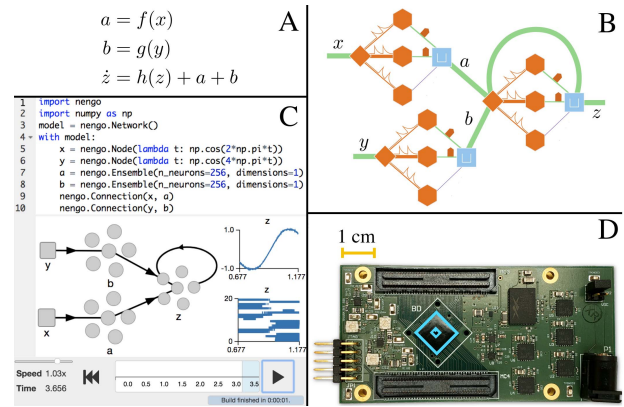 A
a = f(x)
b = g(y)
ż = h(z) + a + b
B
x
a
b
y
z
C
1 import nengo
2 import numpy as np
3 model = nengo.Network()
4 with model:
5 x = nengo.Node(lambda t: np.cos(2*np.pi*t))
6 y = nengo.Node(lambda t: np.cos(4*np.pi*t))
7 a = nengo.Ensemble(n_neurons=256, dimensions=1)
8 b = nengo.Ensemble(n_neurons=256, dimensions=1)
9 nengo.Connection(x, a)
10 nengo.Connection(y, b)
y
b
z
x
a
z
1.0
-1.0
0.677 1.177
z
20
0
0.677 1.177
Speed 1.03x
Time 3.656
0.0 0.5 1.0 1.5 2.0 2.5 3.0 3.5
Build finished in 0:00:01.
D
1 cm
BD
P1